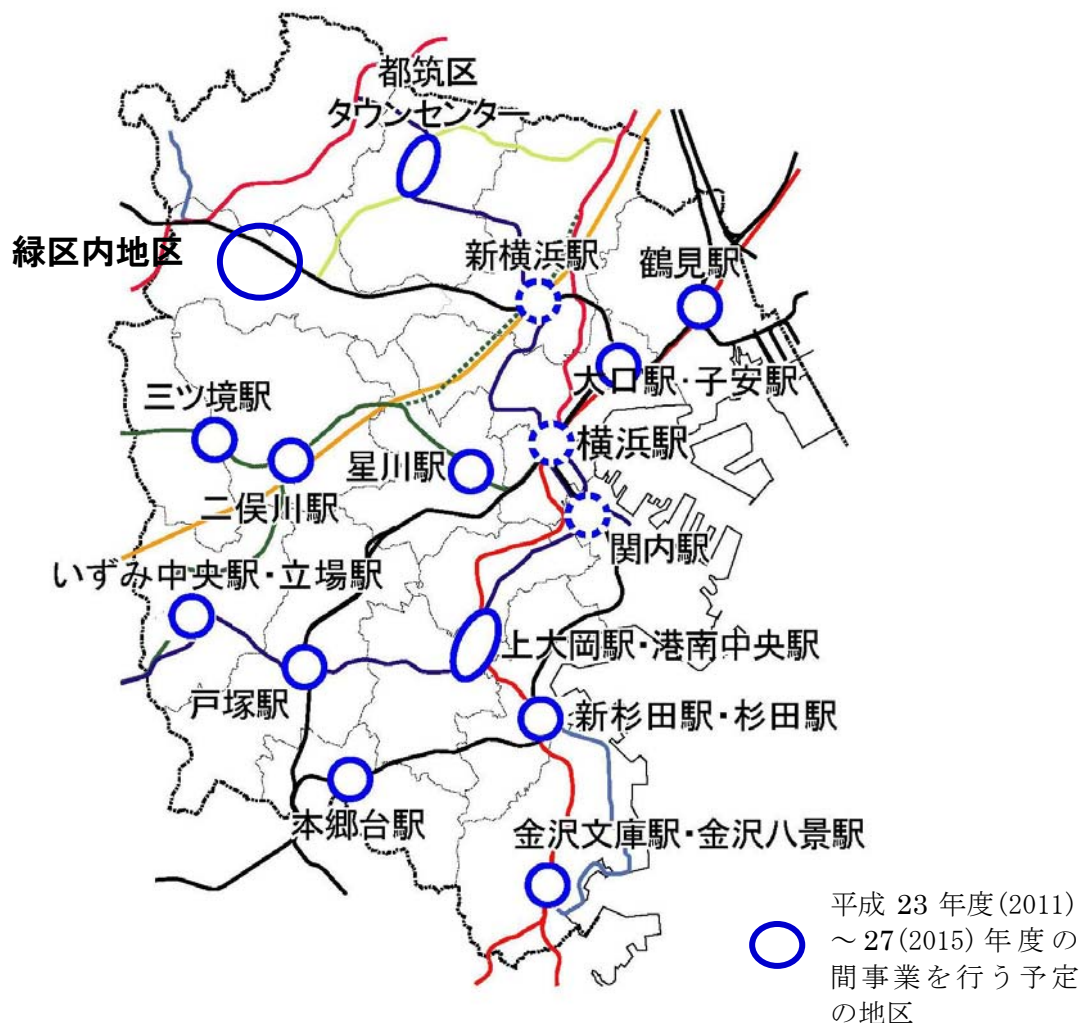 都筑区
タウンセンター
緑区内地区
新横浜駅
鶴見駅
大口駅・子安駅
三ツ境駅
横浜駅
星川駅
二俣川駅
関内駅
いずみ中央駅・立場駅
上大岡駅・港南中央駅
戸塚駅
新杉田駅・杉田駅
本郷台駅
金沢文庫駅・金沢八景駅
平成 23 年度(2011)
～27(2015) 年度の
間事業を行う予定
の地区